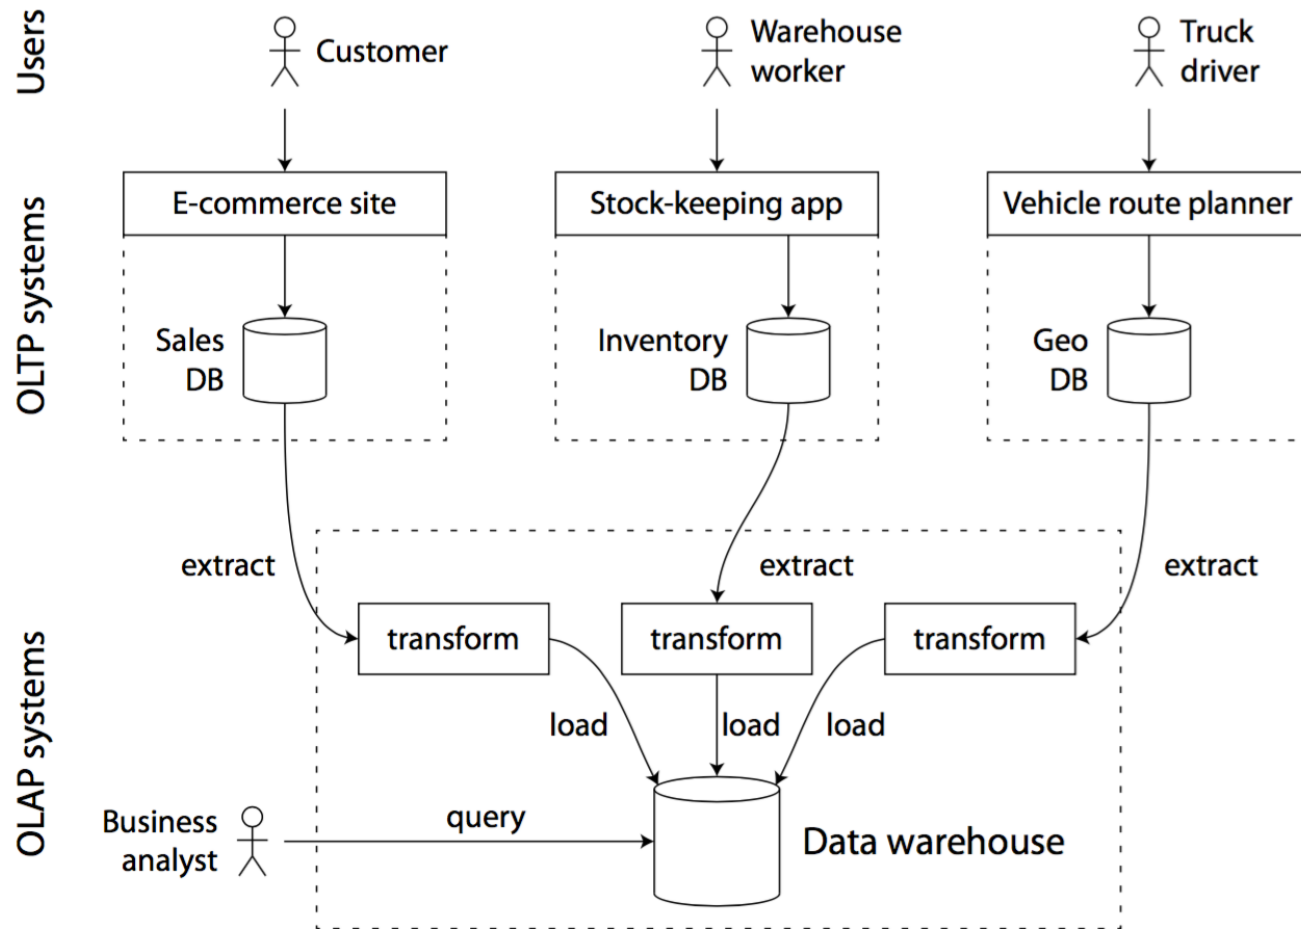 Users
Customer
Warehouse
worker
Truck
driver
OLTP systems
E-commerce site
Stock-keeping app
Vehicle route planner
Sales
DB
Inventory
DB
Geo
DB
extract
extract
extract
OLAP systems
transform
transform
transform
load
load
load
Business
analyst
query
Data warehouse